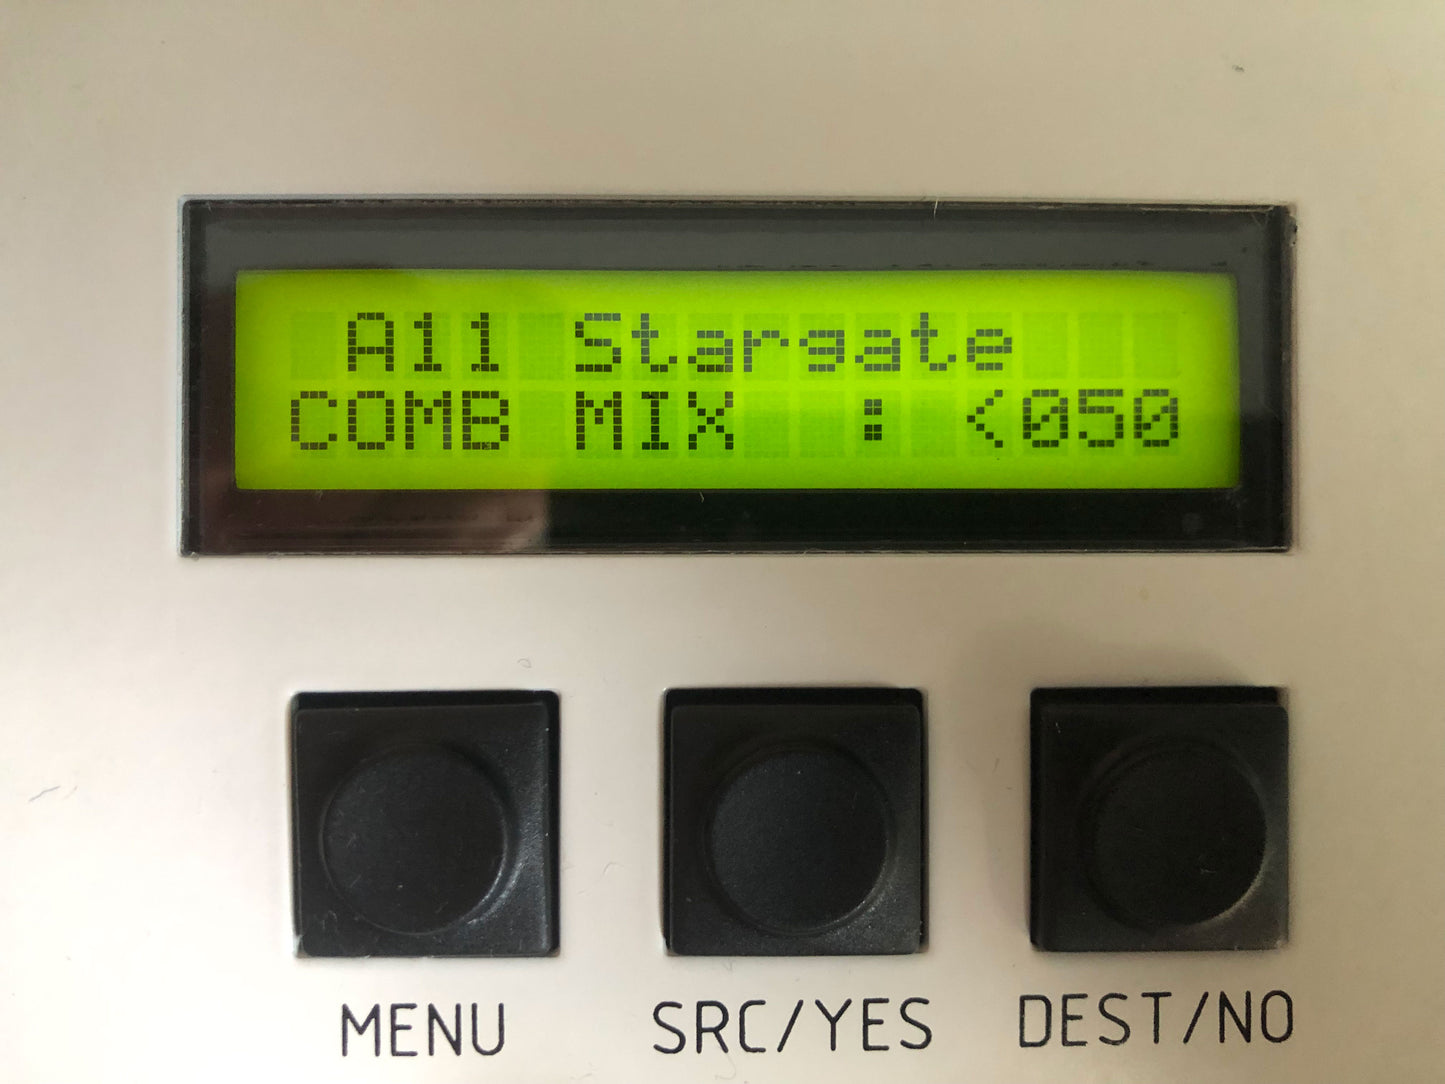 A11 Stargate
COMB MIX : <050
MENU SRC/YES DEST/NO